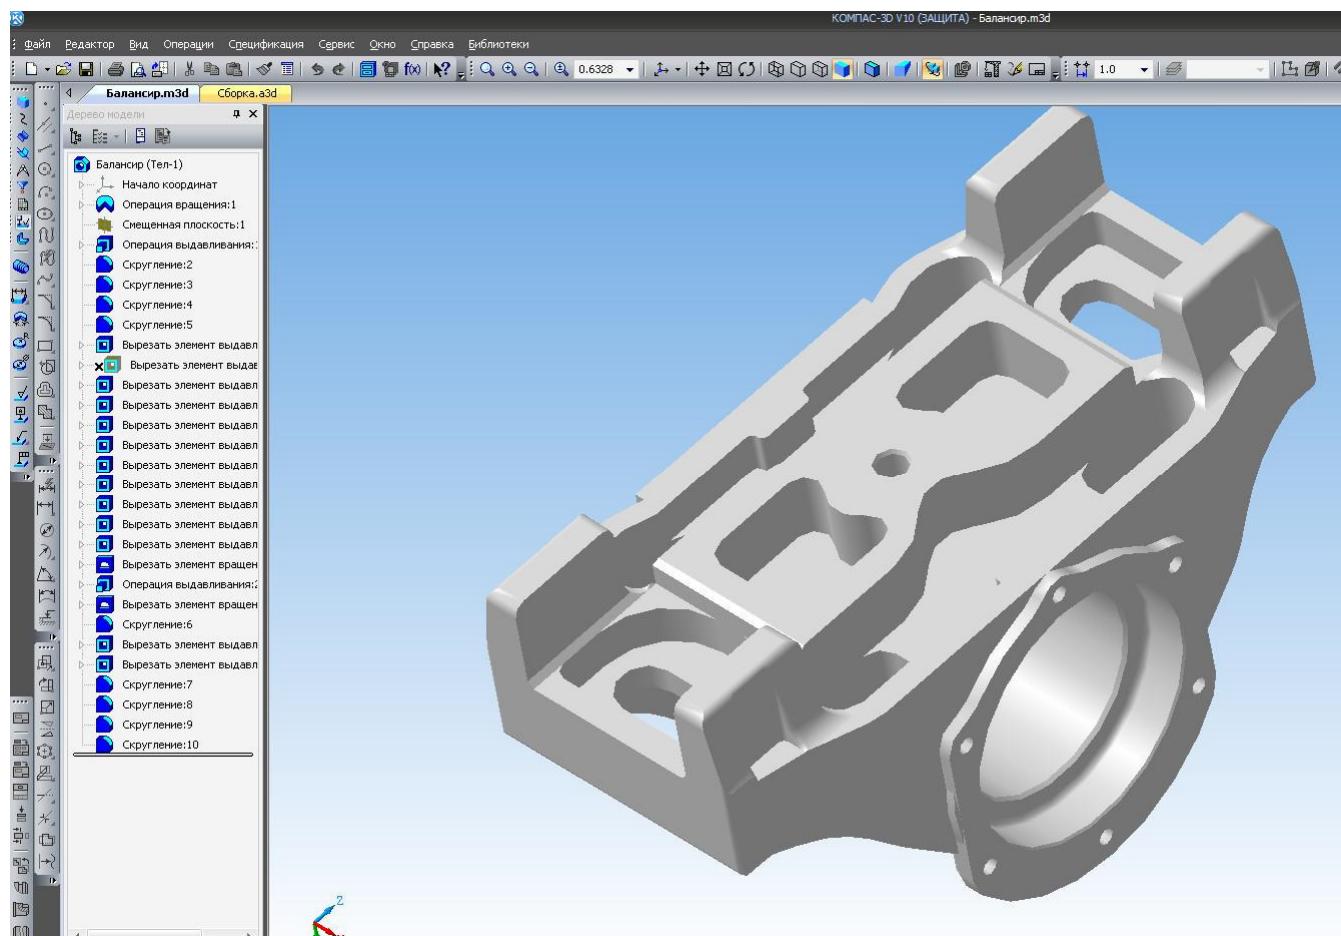 КОМПАС-3D V10 (ЗАЩИТА) - Балансир.m3d
Файл Редактор Вид Операции Спецификация Сервис Окно Справка Библиотеки
f(x) 0.6328 1.0
Балансир.m3d Сборка.a3d
Дерево модели
Балансир (Тел-1)
Начало координат
Операция вращения:1
Смещенная плоскость:1
Операция выдавливания:1
Скругление:2
Скругление:3
Скругление:4
Скругление:5
Вырезать элемент выдавл
Вырезать элемент выдав
Вырезать элемент выдавл
Вырезать элемент выдавл
Вырезать элемент выдавл
Вырезать элемент выдавл
Вырезать элемент выдавл
Вырезать элемент выдавл
Вырезать элемент выдавл
Вырезать элемент выдавл
Вырезать элемент выдавл
Вырезать элемент вращен
Операция выдавливания:2
Вырезать элемент вращен
Скругление:6
Вырезать элемент выдавл
Вырезать элемент выдавл
Скругление:7
Скругление:8
Скругление:9
Скругление:10
Z